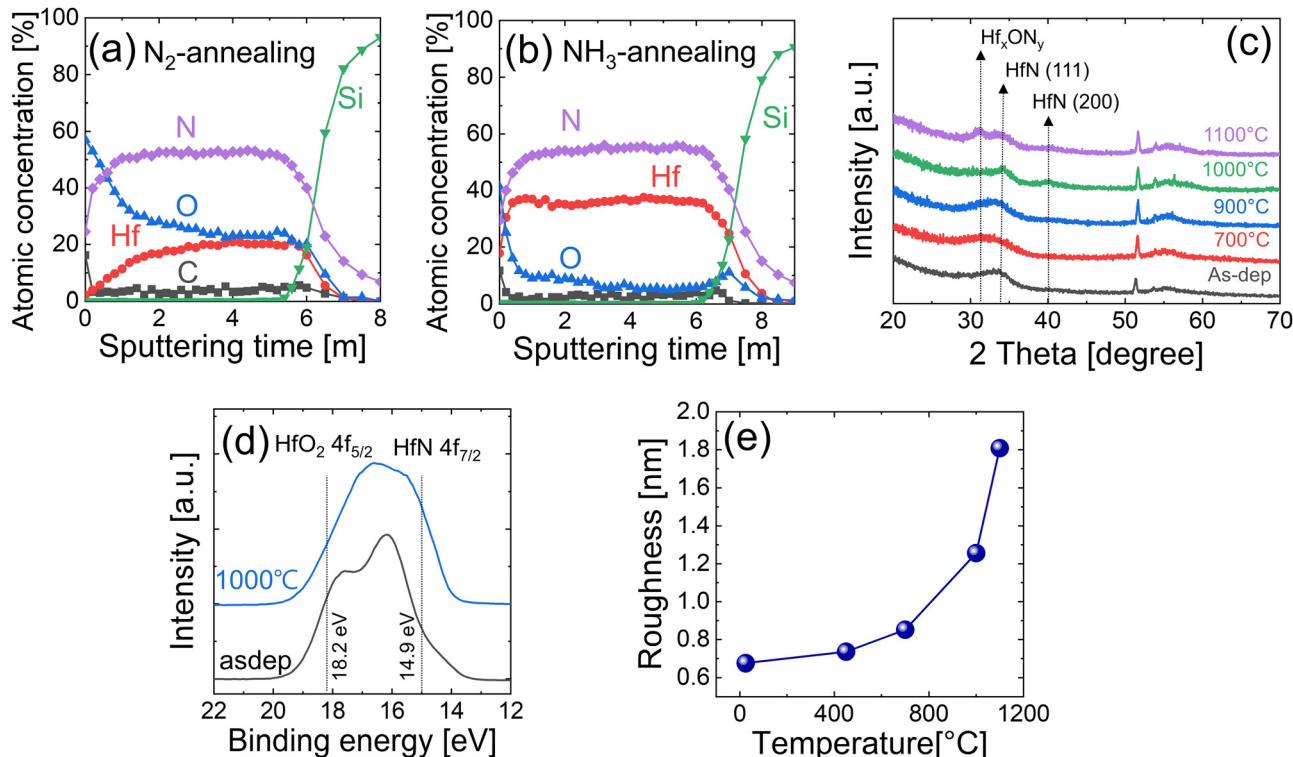 (a) N₂-annealing
Atomic concentration [%]
100
80
60
40
20
0
N
O
Hf
C
Si
0 2 4 6 8
Sputtering time [m]
(b) NH₃-annealing
Atomic concentration [%]
100
80
60
40
20
0
N
Hf
O
C
Si
0 2 4 6 8
Sputtering time [m]
(c)
HfₓONᵧ
HfN (111)
HfN (200)
Intensity [a.u.]
1100°C
1000°C
900°C
700°C
As-dep
20 30 40 50 60 70
2 Theta [degree]
(d) HfO₂ 4f₅/₂ HfN 4f₇/₂
Intensity [a.u.]
1000℃
asdep
18.2 eV
14.9 eV
22 20 18 16 14 12
Binding energy [eV]
(e)
Roughness [nm]
2.0
1.8
1.6
1.4
1.2
1.0
0.8
0.6
0 400 800 1200
Temperature[°C]